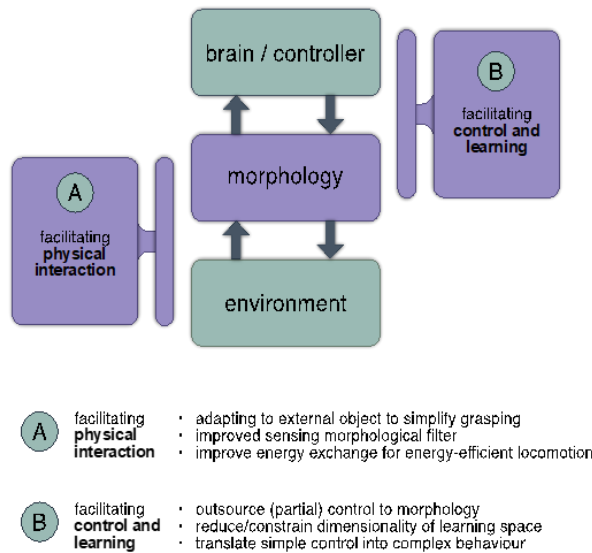 brain / controller
B
facilitating
control and
learning
morphology
A
facilitating
physical
interaction
environment
A
facilitating
physical
interaction
· adapting to external object to simplify grasping
· improved sensing morphological filter
· improve energy exchange for energy-efficient locomotion
B
facilitating
control and
learning
· outsource (partial) control to morphology
· reduce/constrain dimensionality of learning space
· translate simple control into complex behaviour